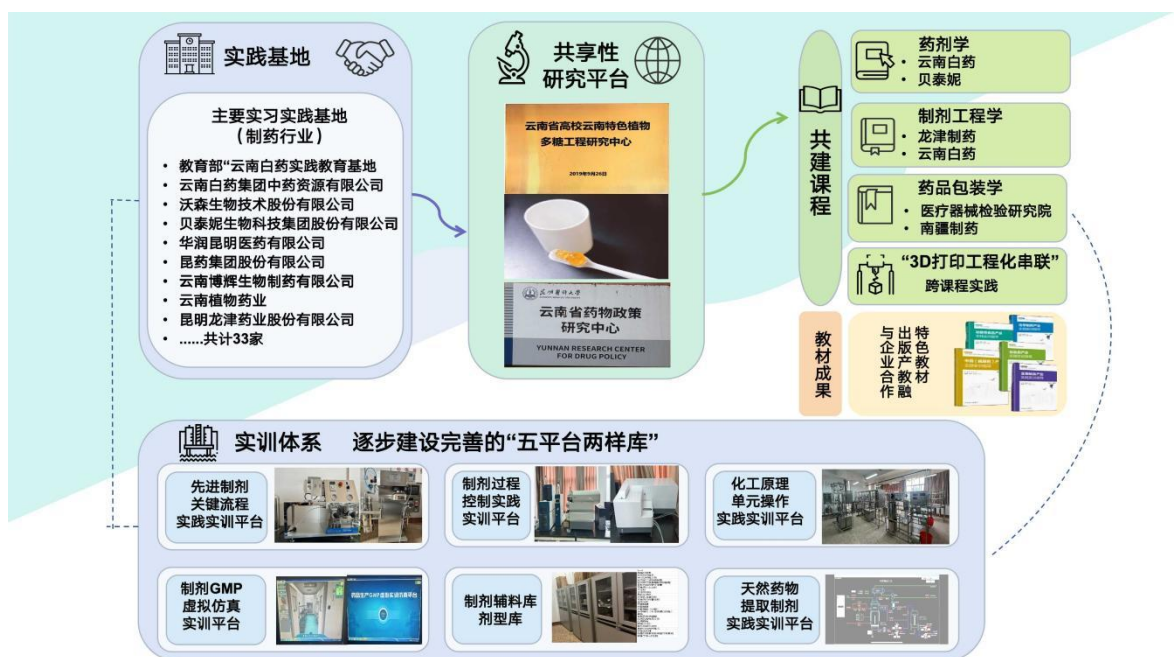 实践基地
主要实习实践基地
(制药行业)
• 教育部“云南白药实践教育基地
• 云南白药集团中药资源有限公司
• 沃森生物技术股份有限公司
• 贝泰妮生物科技集团股份有限公司
• 华润昆明医药有限公司
• 昆药集团股份有限公司
• 云南博辉生物制药有限公司
• 云南植物药业
• 昆明龙津药业股份有限公司
• ......共计33家
共享性
研究平台
云南省高校云南特色植物
多糖工程研究中心
2019年9月26日
云南省药物政策
研究中心
YUNNAN RESEARCH CENTER
FOR DRUG POLICY
共建课程
药剂学
• 云南白药
• 贝泰妮
制剂工程学
• 龙津制药
• 云南白药
药品包装学
• 医疗器械检验研究院
• 南疆制药
“3D打印工程化串联”
跨课程实践
教材成果
特色教材
出版产教融
与企业合作
实训体系 逐步建设完善的“五平台两样库”
先进制剂
关键流程
实践实训平台
制剂过程
控制实践
实训平台
化工原理
单元操作
实践实训平台
制剂GMP
虚拟仿真
实训平台
制剂辅料库
剂型库
天然药物
提取制剂
实践实训平台